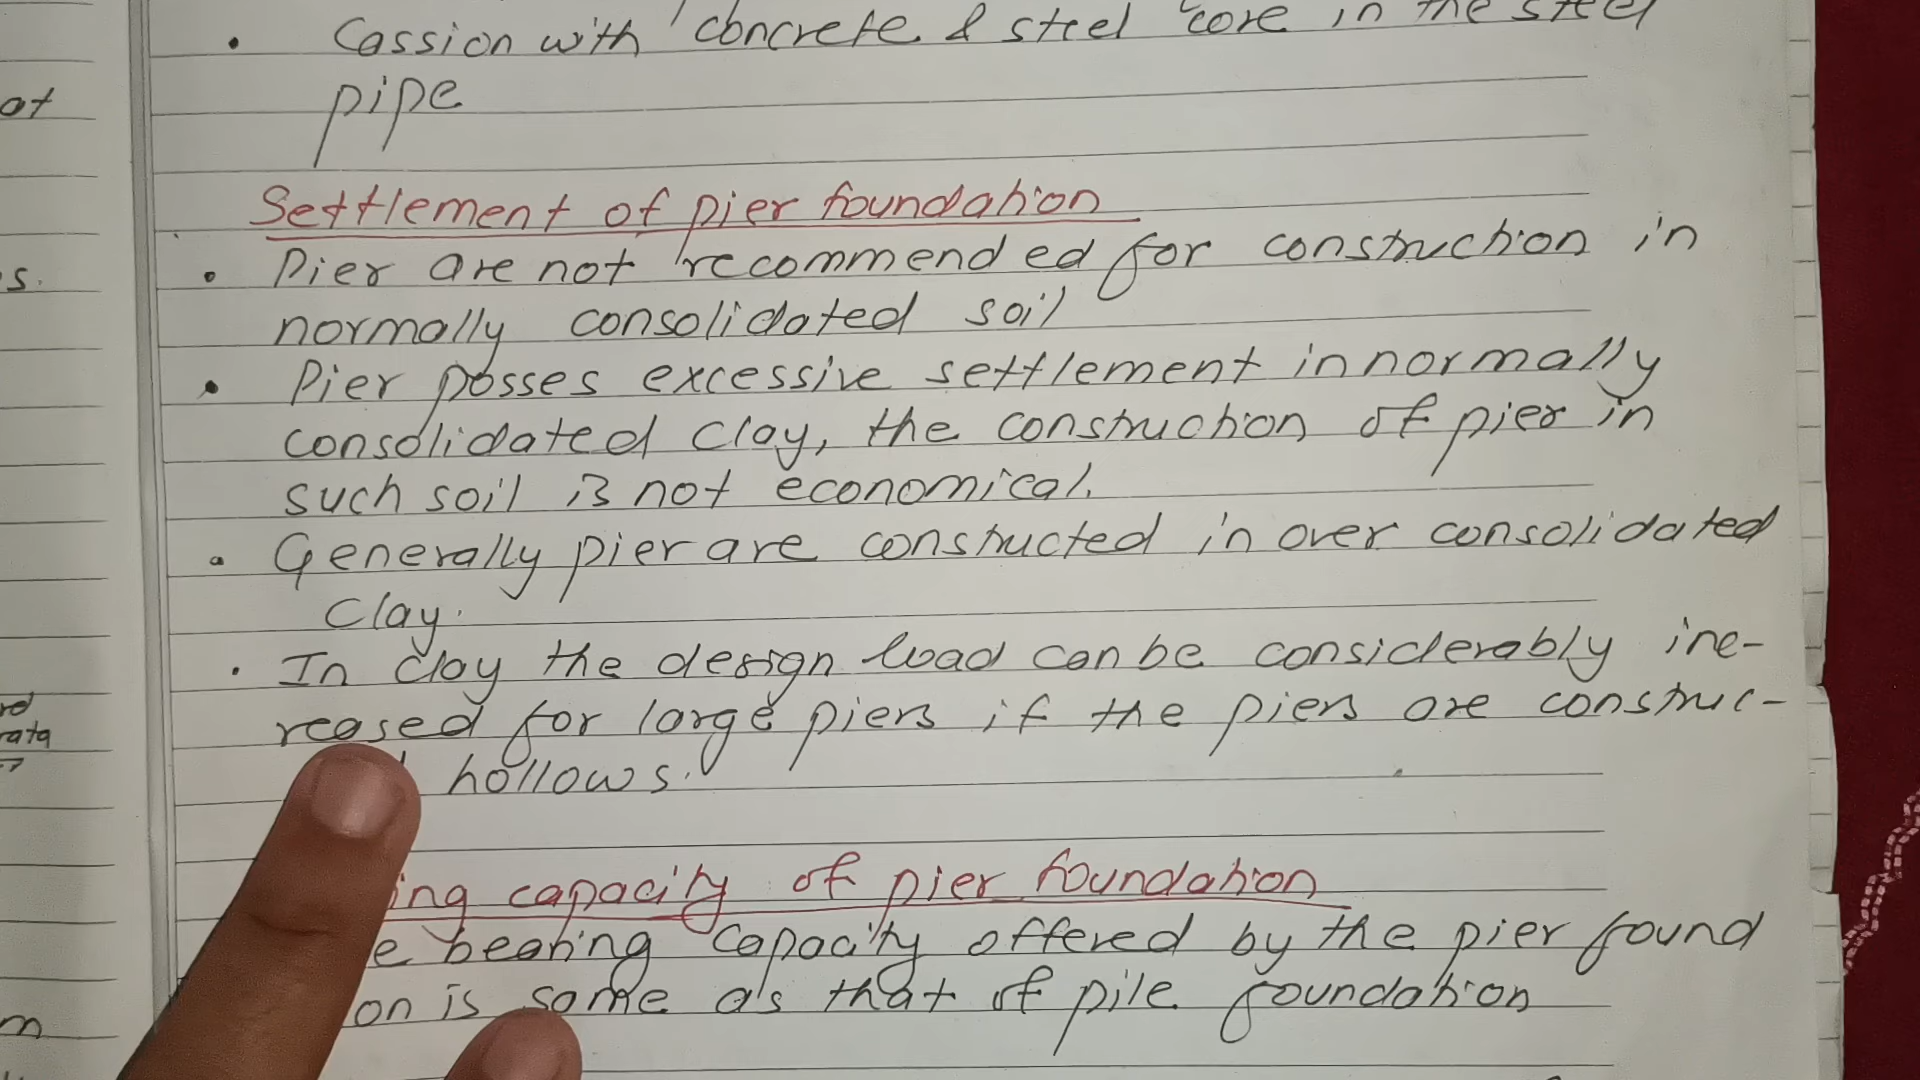 • Cassion with concrete & steel core in the steel
pipe
Settlement of pier foundation
• Pier are not recommended for construction in
normally consolidated soil
• Pier posses excessive settlement in normally
consolidated clay, the construction of pier in
such soil is not economical.
• Generally pier are constructed in over consolidated
clay.
• In clay the design load can be considerably inc-
reased for large piers if the piers are construc-
hollows.
ing capacity of pier foundation
e bearing capacity offered by the pier found
on is same as that of pile foundation
ot
s.
rata
m